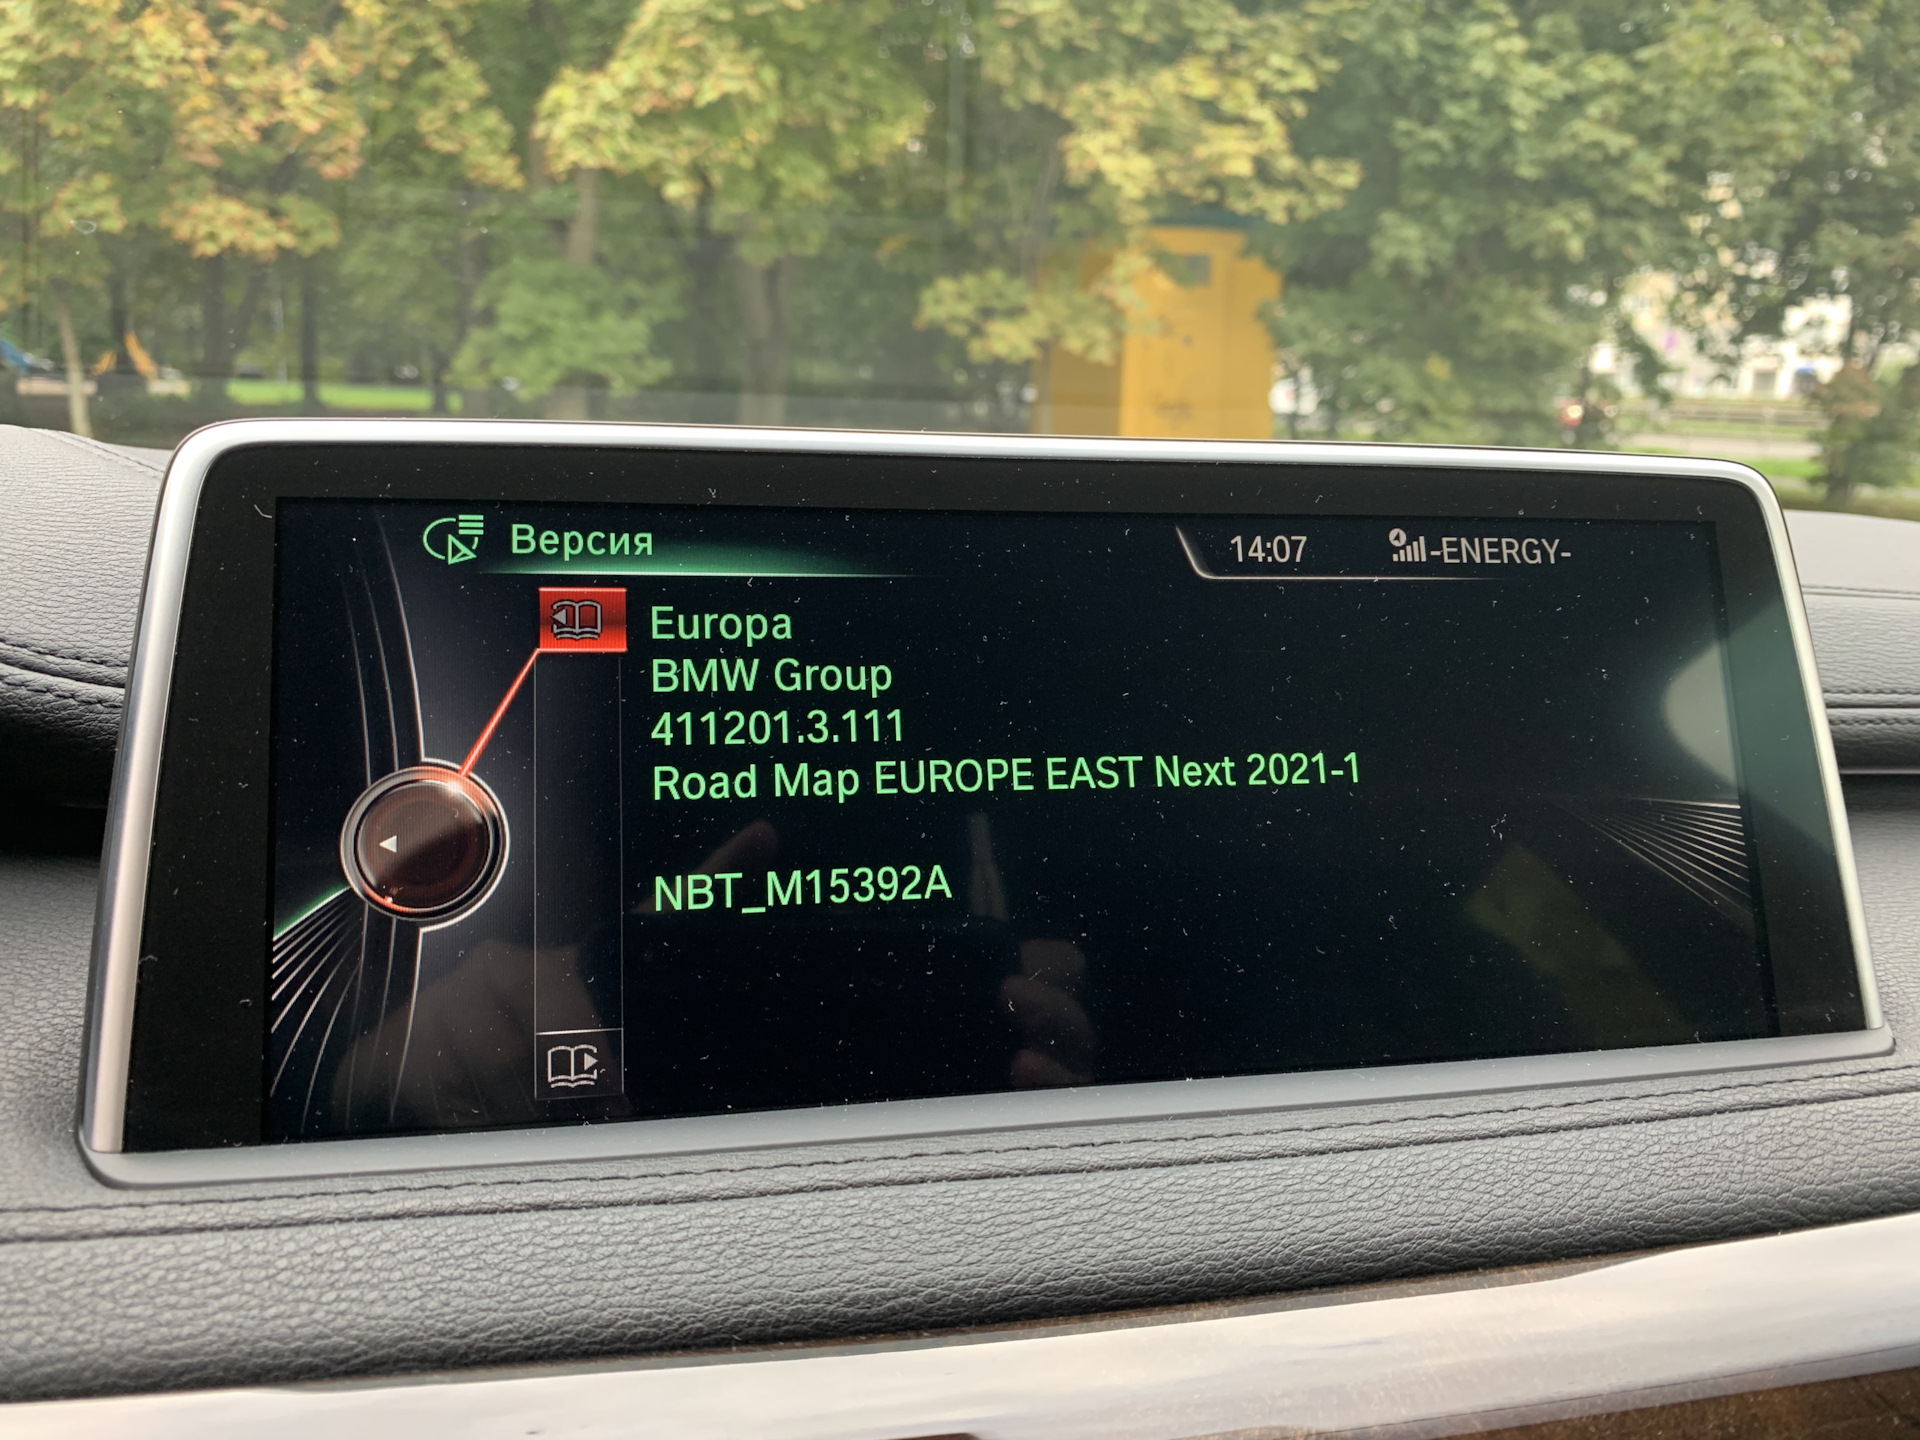 Версия
14:07
-ENERGY-
Europa
BMW Group
411201.3.111
Road Map EUROPE EAST Next 2021-1
NBT_M15392A